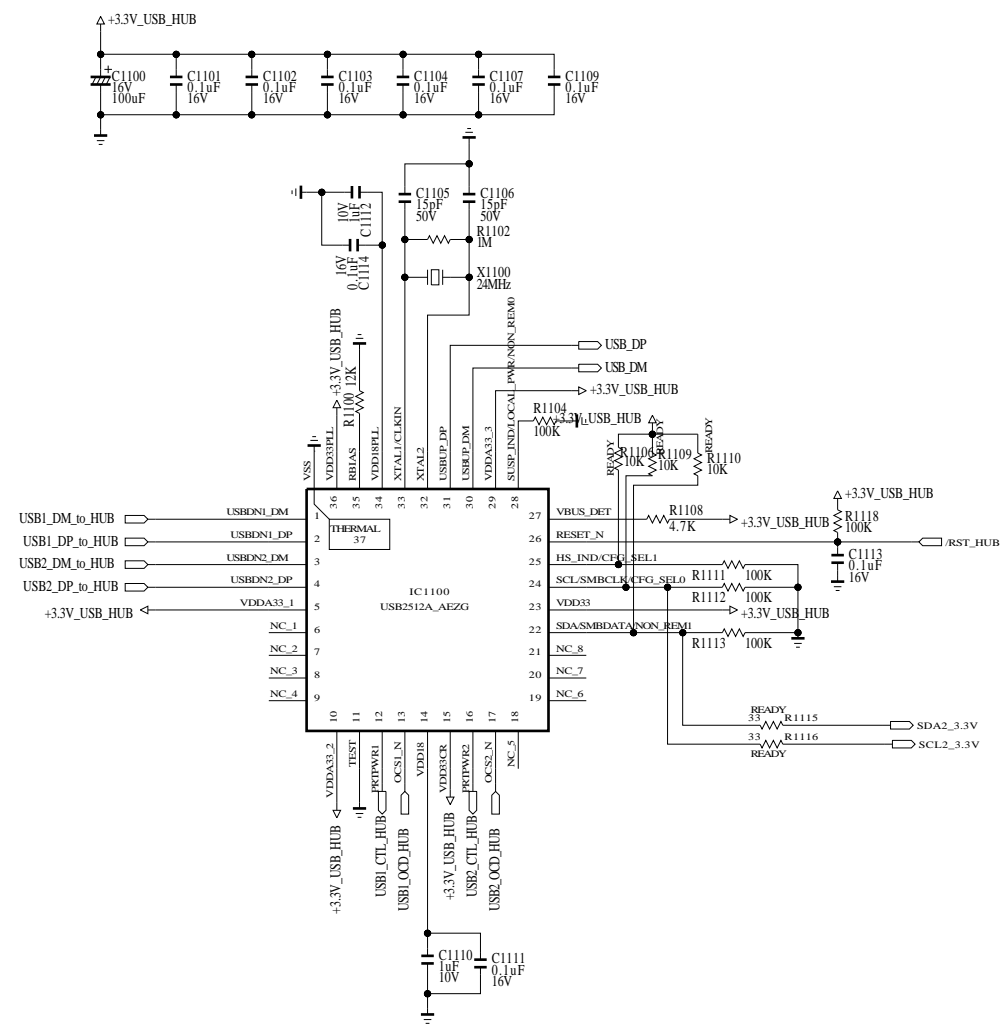 +3.3V_USB_HUB
C1100
16V
100uF
C1101
0.1uF
16V
C1102
0.1uF
16V
C1103
0.1uF
16V
C1104
0.1uF
16V
C1107
0.1uF
16V
C1109
0.1uF
16V
10V
1uF
C1112
16V
0.1uF
C1114
C1105
15pF
50V
C1106
15pF
50V
R1102
1M
X1100
24MHz
USB_DP
USB_DM
+3.3V_USB_HUB
+3.3V_USB_HUB
R1100 12K
R1104
100K
+3.3V_USB_HUB
READY
R1106
10K
READY
R1109
10K
READY
R1110
10K
VSS
VDD33PLL
RBIAS
VDD18PLL
XTAL1/CLKIN
XTAL2
USBUP_DP
USBUP_DM
VDDA33_3
SUSP_IND/LOCAL_PWR/NON_REM0
36
35
34
33
32
31
30
29
28
THERMAL
37
IC1100
USB2512A_AEZG
USB1_DM_to_HUB
USBDN1_DM
1
USB1_DP_to_HUB
USBDN1_DP
2
USB2_DM_to_HUB
USBDN2_DM
3
USB2_DP_to_HUB
USBDN2_DP
4
+3.3V_USB_HUB
VDDA33_1
5
NC_1
6
NC_2
7
NC_3
8
NC_4
9
27
VBUS_DET
R1108
4.7K
+3.3V_USB_HUB
26
RESET_N
+3.3V_USB_HUB
R1118
100K
/RST_HUB
C1113
0.1uF
16V
25
HS_IND/CFG_SEL1
R1111
100K
24
SCL/SMBCLK/CFG_SEL0
R1112
100K
23
VDD33
+3.3V_USB_HUB
22
SDA/SMBDATA/NON_REM1
R1113
100K
21
NC_8
20
NC_7
19
NC_6
READY
33
R1115
SDA2_3.3V
33
R1116
READY
SCL2_3.3V
10
11
12
13
14
15
16
17
18
VDDA33_2
TEST
PRTPWR1
OCS1_N
VDD18
VDD33CR
PRTPWR2
OCS2_N
NC_5
+3.3V_USB_HUB
USB1_CTL_HUB
USB1_OCD_HUB
+3.3V_USB_HUB
USB2_CTL_HUB
USB2_OCD_HUB
C1110
1uF
10V
C1111
0.1uF
16V